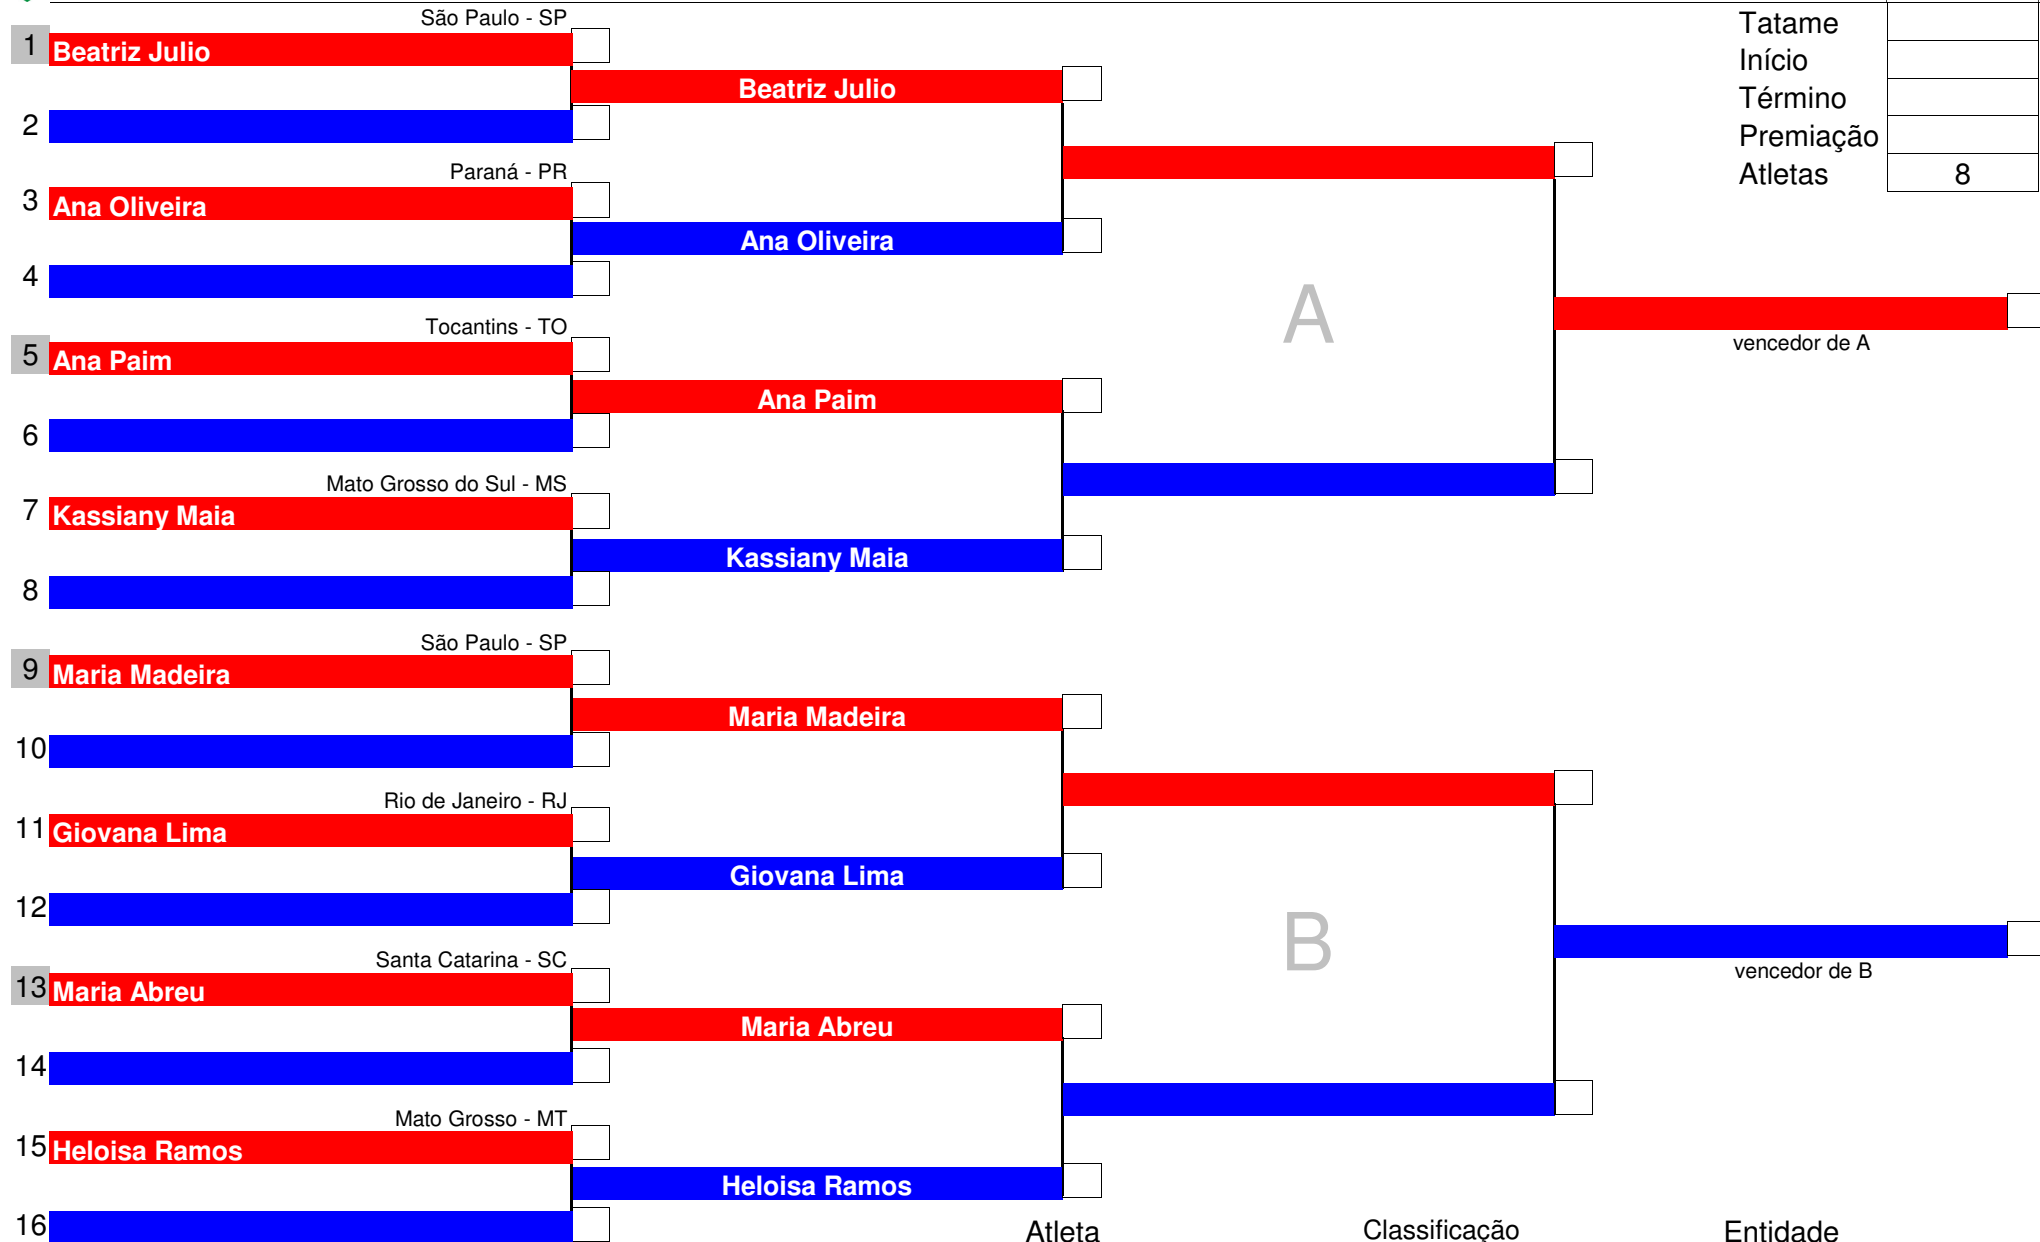 São Paulo - SP
1 Beatriz Julio
Beatriz Julio
2
Paraná - PR
3 Ana Oliveira
Ana Oliveira
4
Tocantins - TO
5 Ana Paim
Ana Paim
6
Mato Grosso do Sul - MS
7 Kassiany Maia
Kassiany Maia
8
São Paulo - SP
9 Maria Madeira
Maria Madeira
10
Rio de Janeiro - RJ
11 Giovana Lima
Giovana Lima
12
Santa Catarina - SC
13 Maria Abreu
Maria Abreu
14
Mato Grosso - MT
15 Heloisa Ramos
Heloisa Ramos
16
A
B
vencedor de A
vencedor de B
Tatame
Início
Término
Premiação
Atletas 8
Atleta Classificação Entidade